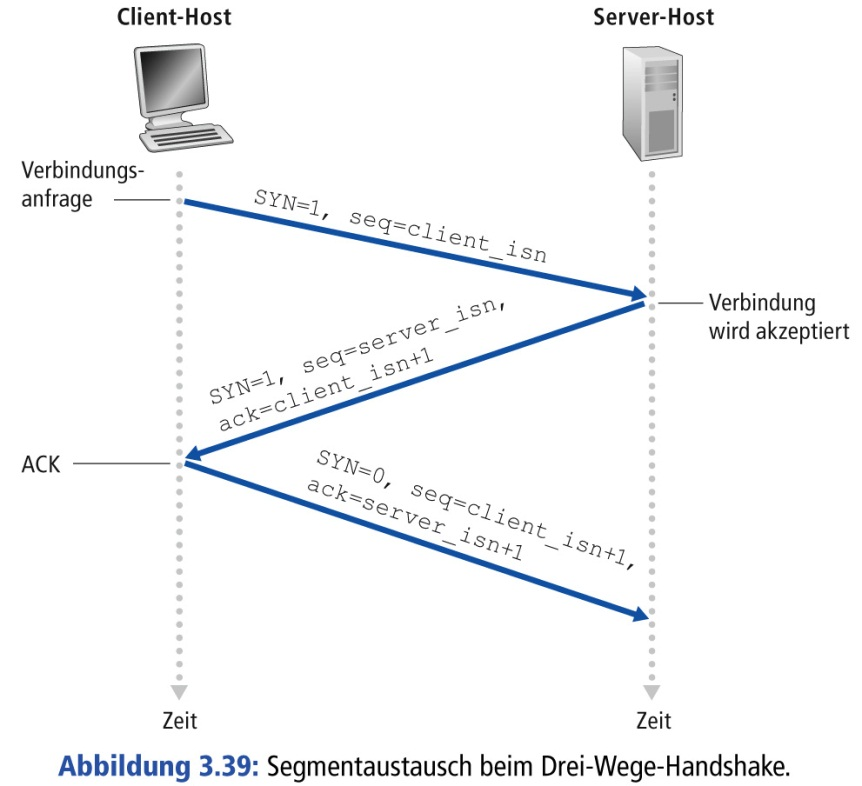 Client-Host
Server-Host
Verbindungs-
anfrage
SYN=1, seq=client_isn
Verbindung
wird akzeptiert
SYN=1, seq=server_isn,
ack=client_isn+1
ACK
SYN=0, seq=client_isn+1,
ack=server_isn+1
Zeit
Zeit
Abbildung 3.39: Segmentaustausch beim Drei-Wege-Handshake.